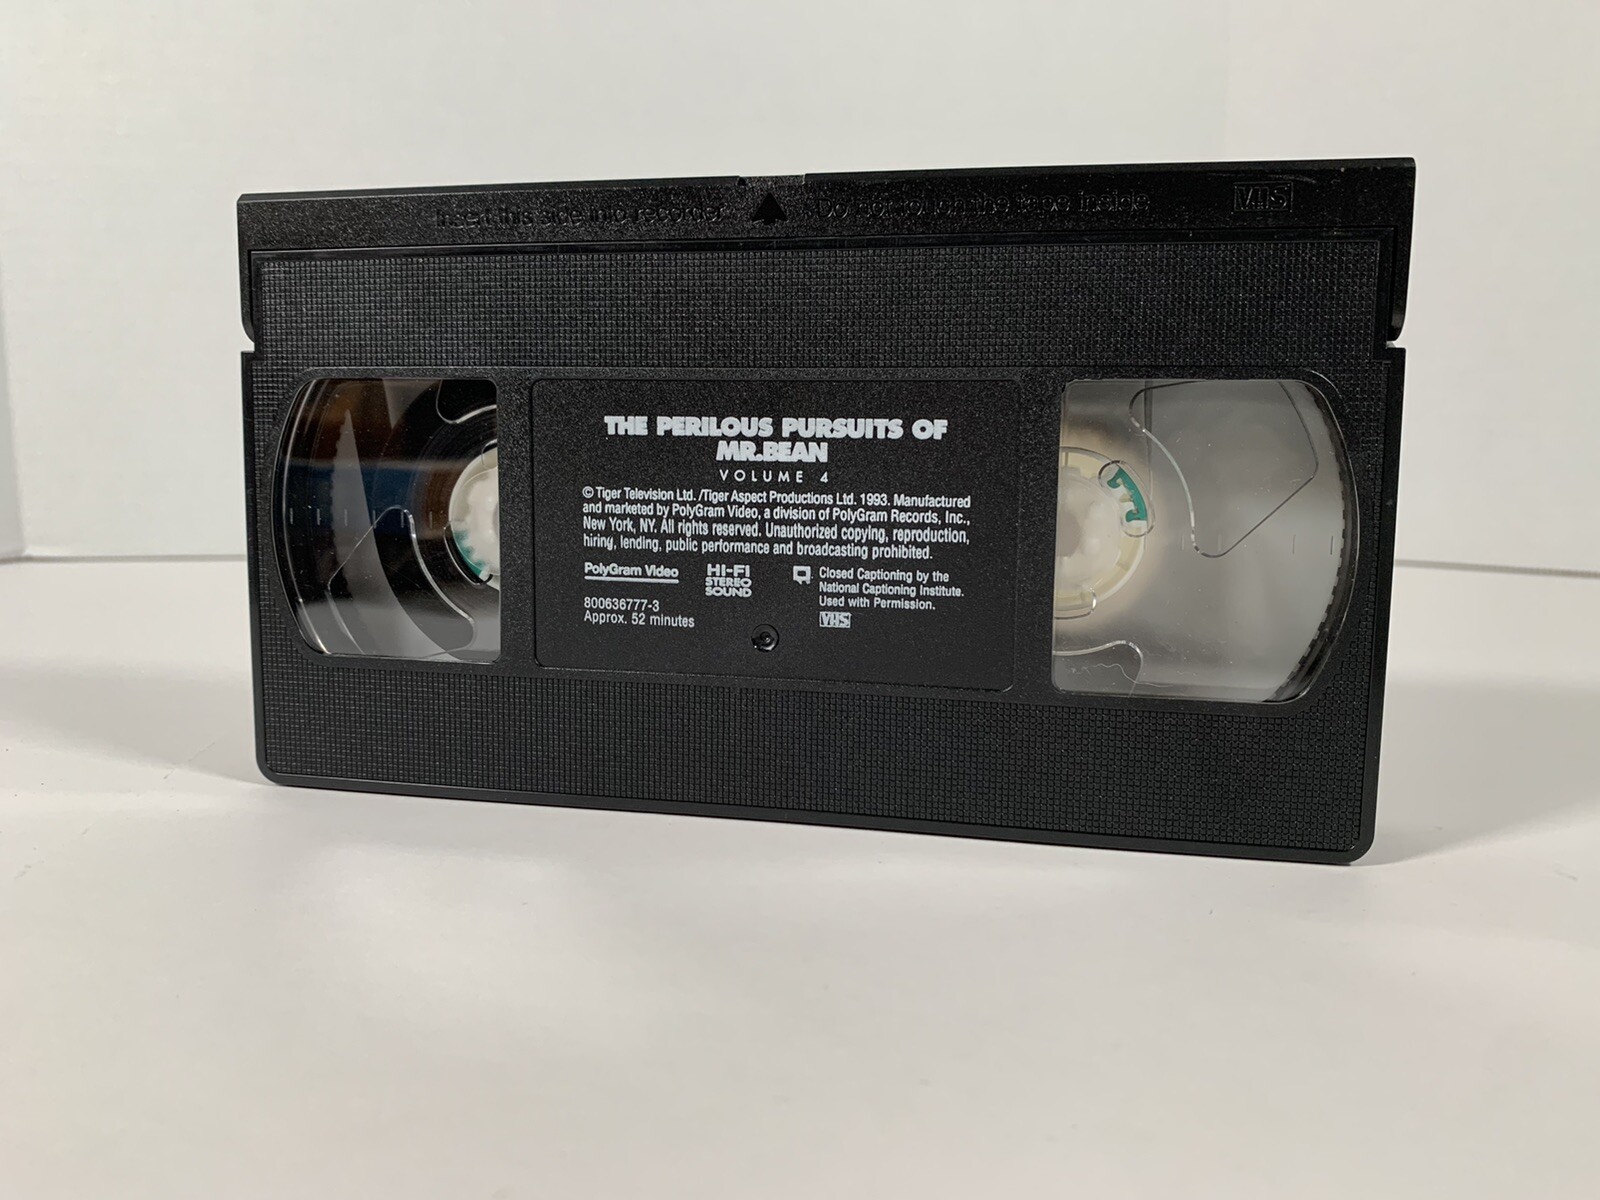 Insert this side into recorder
Do not touch the tape inside
VHS
THE PERILOUS PURSUITS OF
MR.BEAN
VOLUME 4
© Tiger Television Ltd. /Tiger Aspect Productions Ltd. 1993. Manufactured
and marketed by PolyGram Video, a division of PolyGram Records, Inc.,
New York, NY. All rights reserved. Unauthorized copying, reproduction,
hiring, lending, public performance and broadcasting prohibited.
PolyGram Video
HI-FI
STEREO
SOUND
800636777-3
Approx. 52 minutes
Closed Captioning by the
National Captioning Institute.
Used with Permission.
VHS